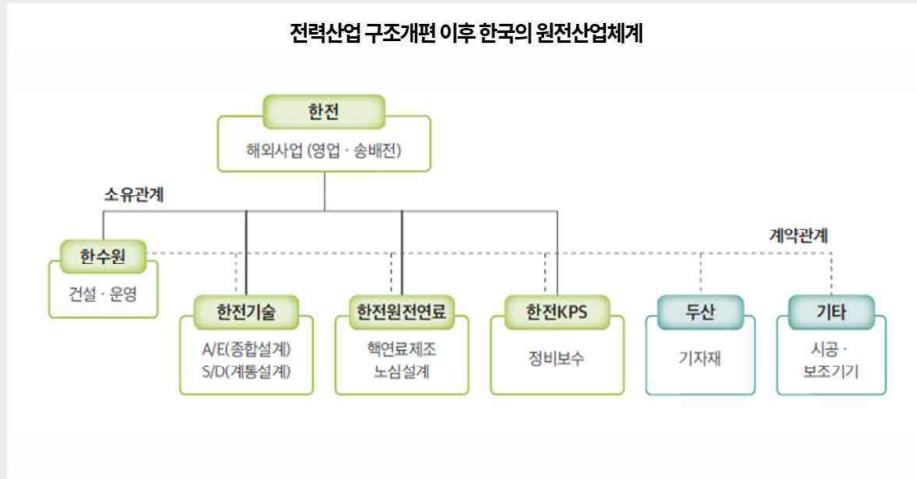 전력산업 구조개편 이후 한국의 원전산업체계
한전
해외사업 (영업 · 송배전)
소유관계
계약관계
한수원
건설 · 운영
한전기술
A/E(종합설계)
S/D(계통설계)
한전원전연료
핵연료제조
노심설계
한전KPS
정비보수
두산
기자재
기타
시공 ·
보조기기